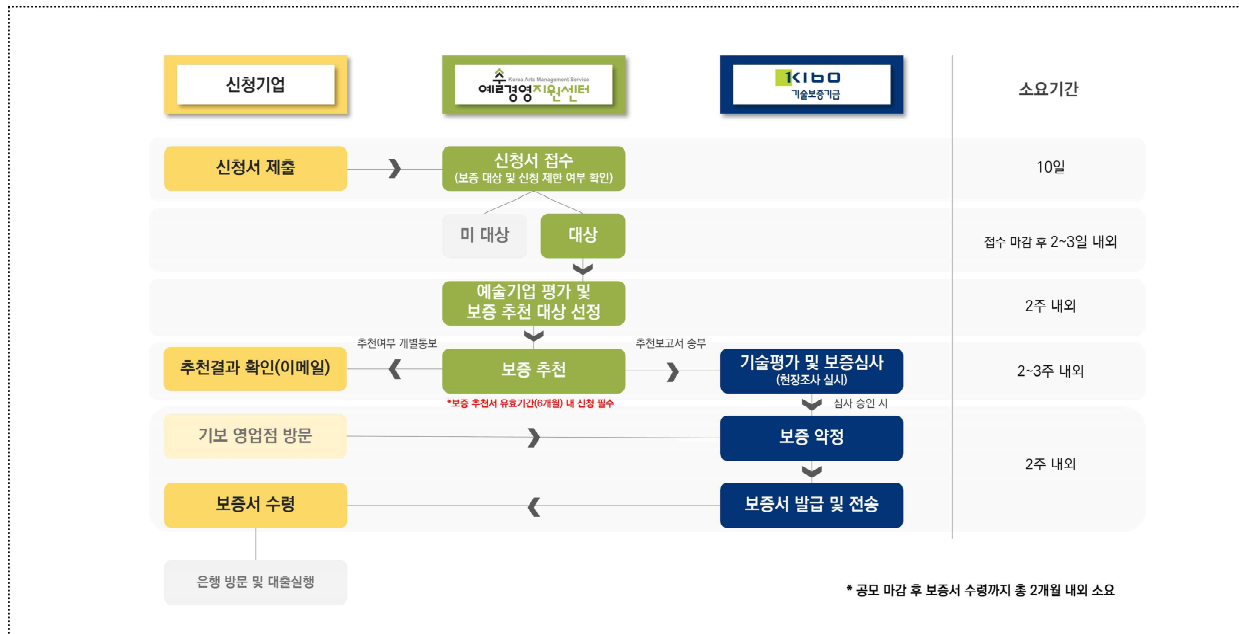 신청기업
Korea Arts Management Service
예술경영지원센터
KIBO
기술보증기금
소요기간
신청서 제출
신청서 접수
(보증 대상 및 신청 제한 여부 확인)
10일
미 대상
대상
접수 마감 후 2~3일 내외
예술기업 평가 및
보증 추천 대상 선정
2주 내외
추천여부 개별통보
추천보고서 송부
추천결과 확인(이메일)
보증 추천
기술평가 및 보증심사
(현장조사 실시)
2~3주 내외
*보증 추천서 유효기간(6개월) 내 신청 필수
심사 승인 시
기보 영업점 방문
보증 약정
2주 내외
보증서 수령
보증서 발급 및 전송
은행 방문 및 대출실행
* 공모 마감 후 보증서 수령까지 총 2개월 내외 소요